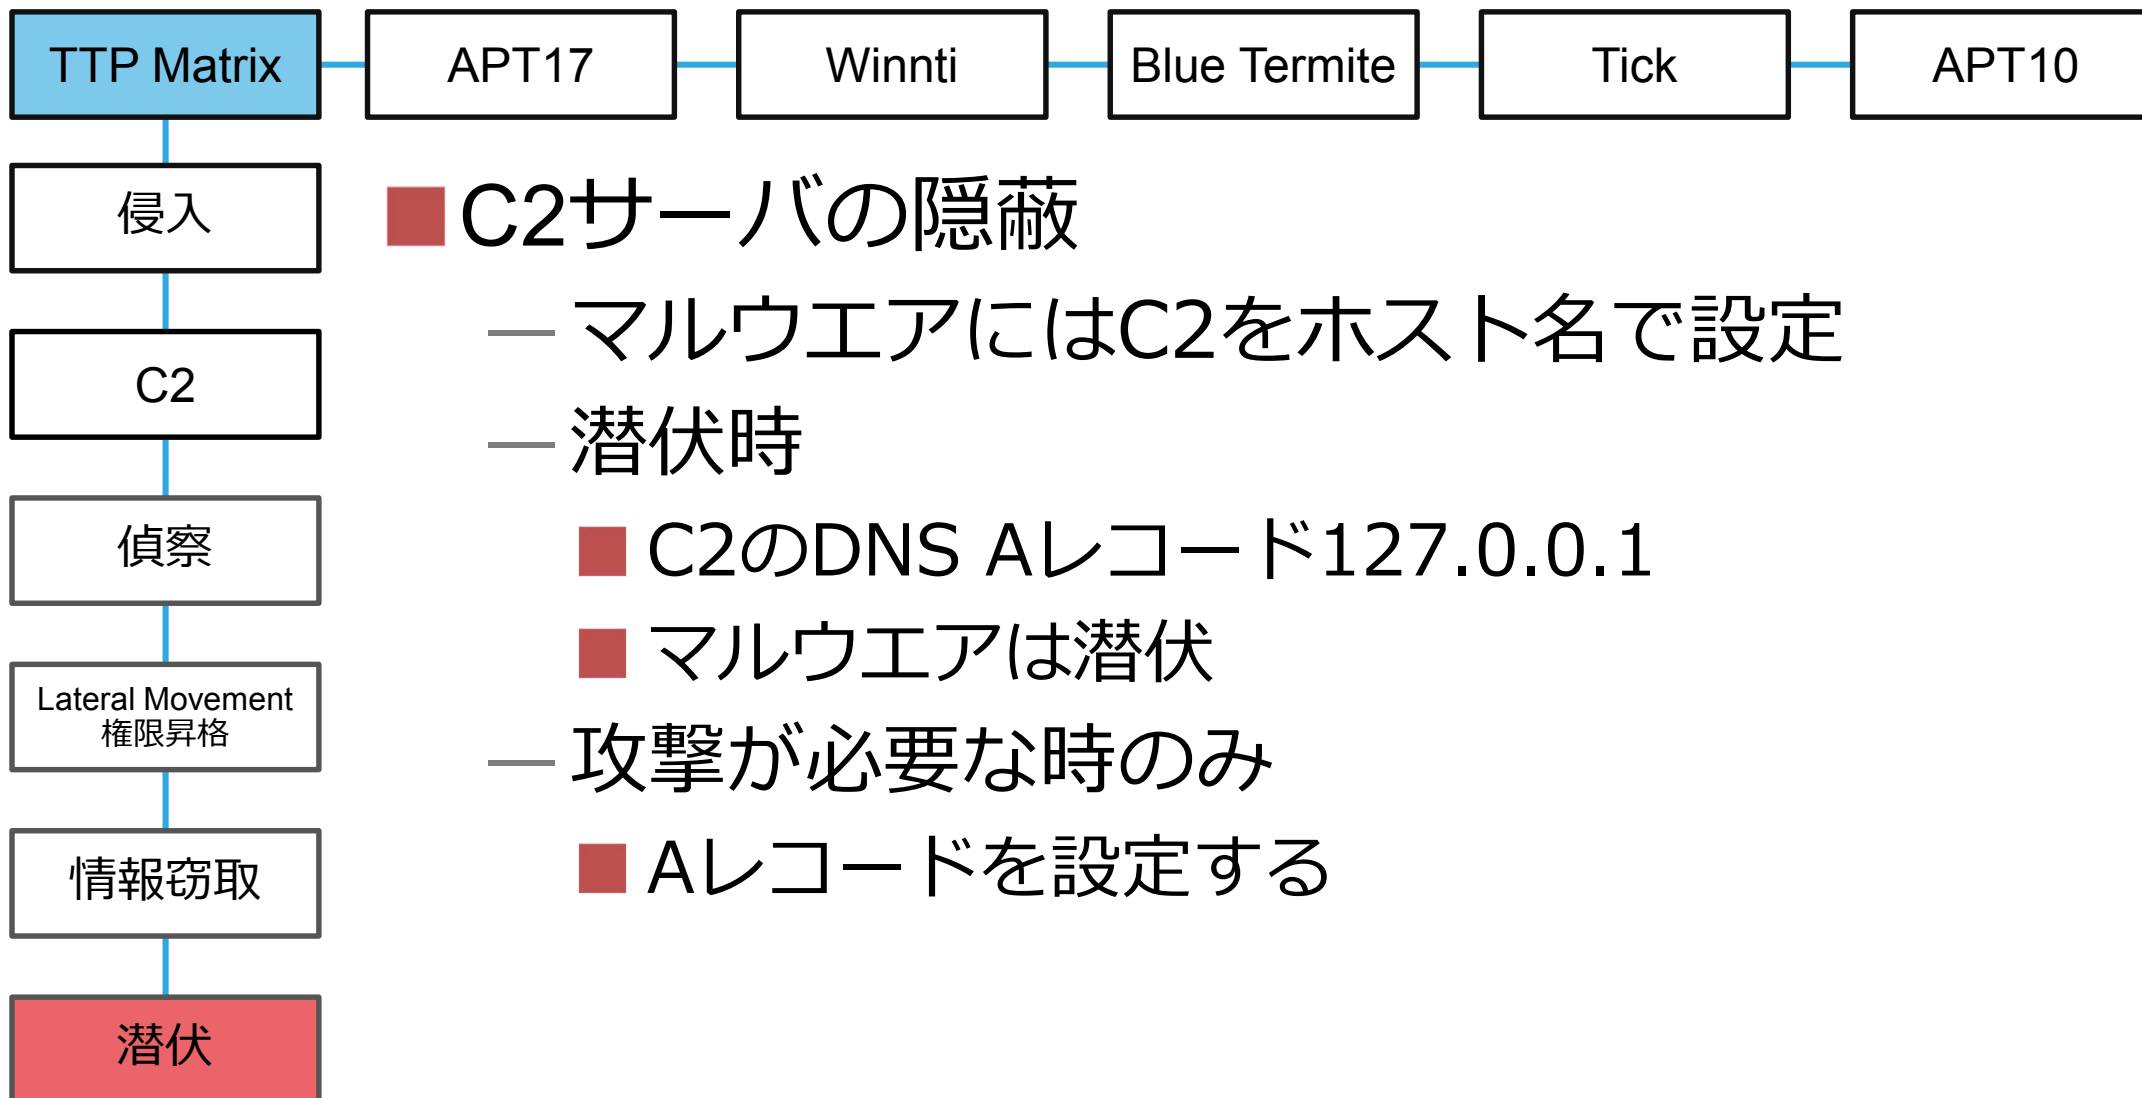 TTP Matrix
APT17
Winnti
Blue Termite
Tick
APT10
侵入
C2
偵察
Lateral Movement
権限昇格
情報窃取
潜伏
C2サーバの隠蔽
マルウエアにはC2をホスト名で設定
潜伏時
C2のDNS Aレコード127.0.0.1
マルウエアは潜伏
攻撃が必要な時のみ
Aレコードを設定する